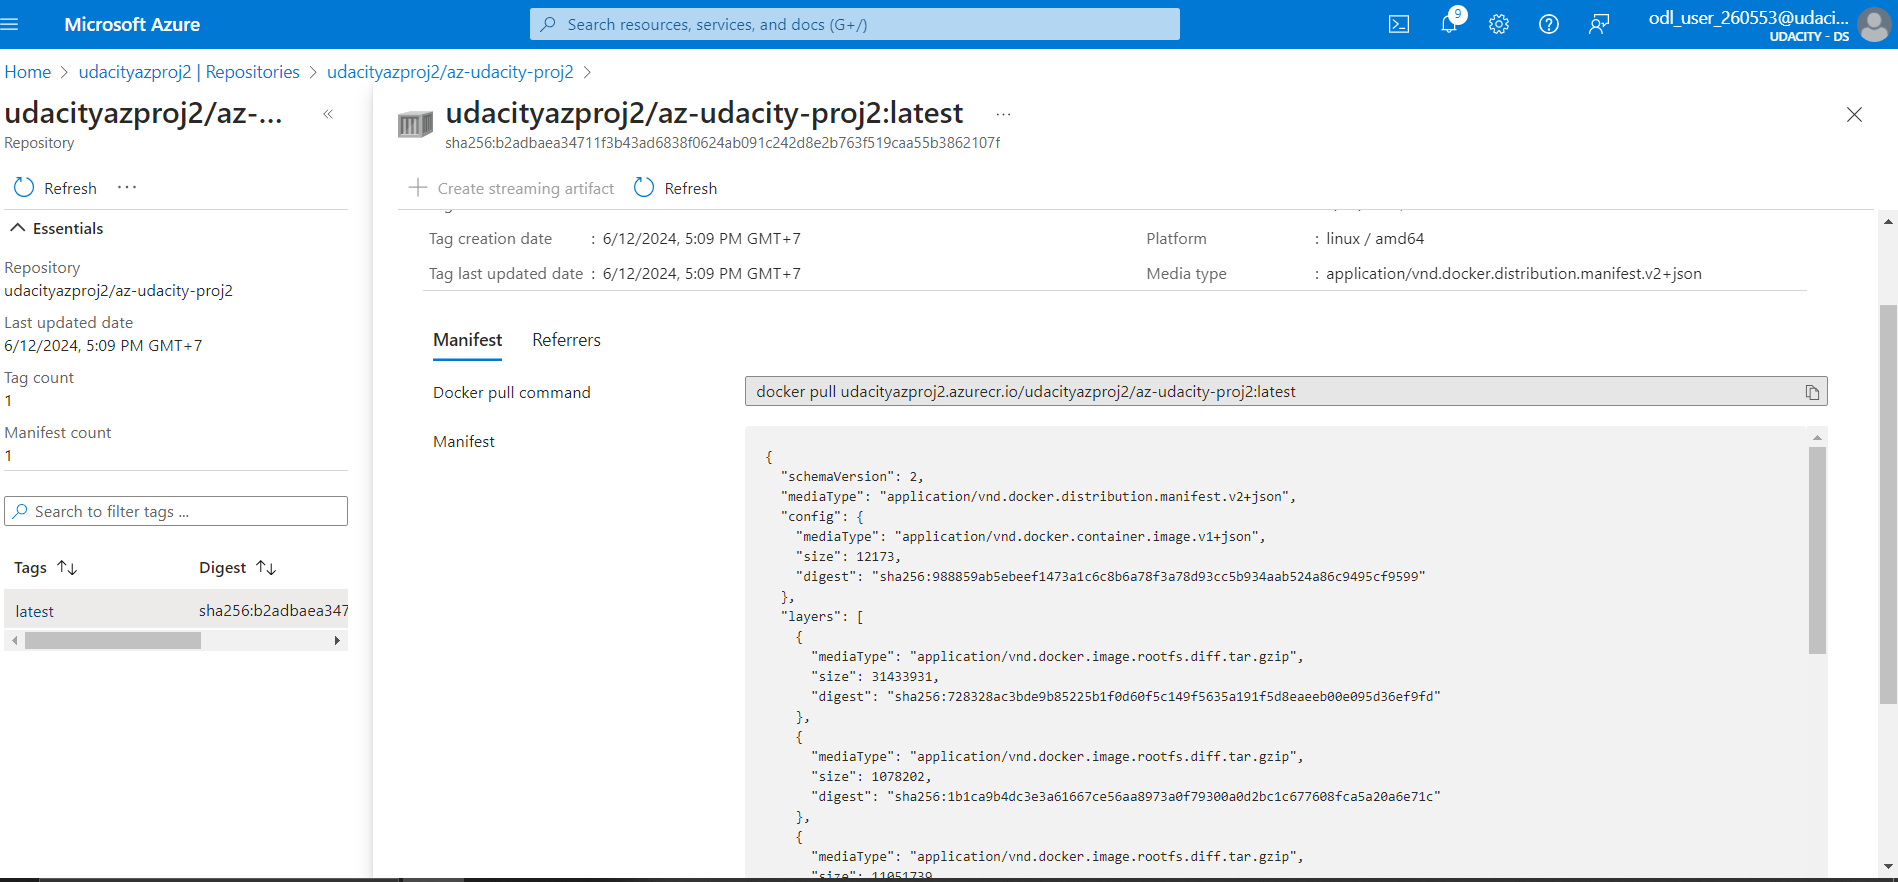 Microsoft Azure
Search resources, services, and docs (G+/)
9
odl_user_260553@udaci...
UDACITY - DS
Home > udacityazproj2 | Repositories > udacityazproj2/az-udacity-proj2 >
udacityazproj2/az-...
«
Repository
Refresh ...
Essentials
Repository
udacityazproj2/az-udacity-proj2
Last updated date
6/12/2024, 5:09 PM GMT+7
Tag count
1
Manifest count
1
Search to filter tags ...
Tags ↑↓ Digest ↑↓
latest sha256:b2adbaea347
udacityazproj2/az-udacity-proj2:latest ...
sha256:b2adbaea34711f3b43ad6838f0624ab091c242d8e2b763f519caa55b3862107f
Create streaming artifact Refresh
Tag creation date : 6/12/2024, 5:09 PM GMT+7
Platform : linux / amd64
Tag last updated date : 6/12/2024, 5:09 PM GMT+7
Media type : application/vnd.docker.distribution.manifest.v2+json
Manifest Referrers
Docker pull command docker pull udacityazproj2.azurecr.io/udacityazproj2/az-udacity-proj2:latest
Manifest
{
"schemaVersion": 2,
"mediaType": "application/vnd.docker.distribution.manifest.v2+json",
"config": {
"mediaType": "application/vnd.docker.container.image.v1+json",
"size": 12173,
"digest": "sha256:988859ab5ebeef1473a1c6c8b6a78f3a78d93cc5b934aab524a86c9495cf9599"
},
"layers": [
{
"mediaType": "application/vnd.docker.image.rootfs.diff.tar.gzip",
"size": 31433931,
"digest": "sha256:728328ac3bde9b85225b1f0d60f5c149f5635a191f5d8eaeeb00e095d36ef9fd"
},
{
"mediaType": "application/vnd.docker.image.rootfs.diff.tar.gzip",
"size": 1078202,
"digest": "sha256:1b1ca9b4dc3e3a61667ce56aa8973a0f79300a0d2bc1c677608fca5a20a6e71c"
},
{
"mediaType": "application/vnd.docker.image.rootfs.diff.tar.gzip",
"size": 11051739,